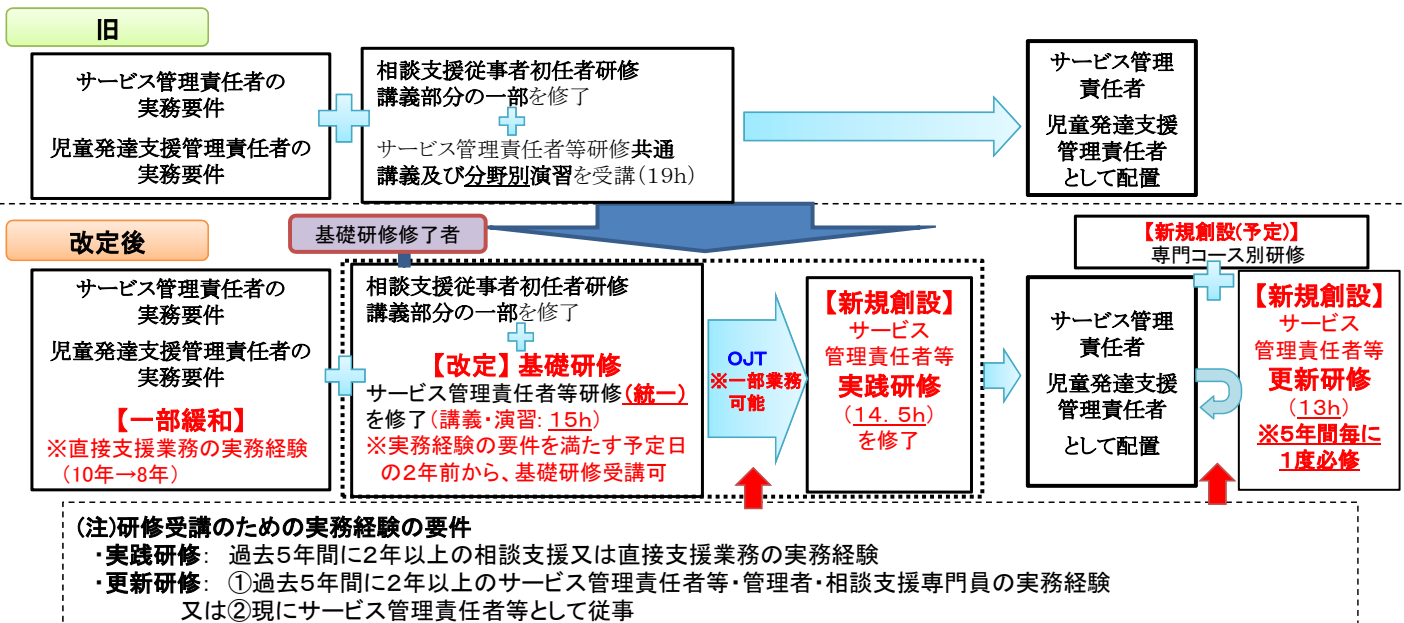 旧
サービス管理責任者の
実務要件
児童発達支援管理責任者の
実務要件
相談支援従事者初任者研修
講義部分の一部を修了
サービス管理責任者等研修共通
講義及び分野別演習を受講(19h)
サービス管理
責任者
児童発達支援
管理責任者
として配置
改定後
基礎研修修了者
サービス管理責任者の
実務要件
児童発達支援管理責任者の
実務要件
【一部緩和】
※直接支援業務の実務経験
(10年→8年)
相談支援従事者初任者研修
講義部分の一部を修了
【改定】 基礎研修
サービス管理責任者等研修(統一)
を修了(講義・演習: 15h)
※実務経験の要件を満たす予定日
の2年前から、基礎研修受講可
OJT
※一部業務
可能
【新規創設】
サービス
管理責任者等
実践研修
(14.5h)
を修了
サービス管理
責任者
児童発達支援
管理責任者
として配置
【新規創設(予定)】
専門コース別研修
【新規創設】
サービス
管理責任者等
更新研修
(13h)
※5年間毎に
1度必修
(注)研修受講のための実務経験の要件
・実践研修: 過去5年間に2年以上の相談支援又は直接支援業務の実務経験
・更新研修: ①過去5年間に2年以上のサービス管理責任者等・管理者・相談支援専門員の実務経験
又は②現にサービス管理責任者等として従事